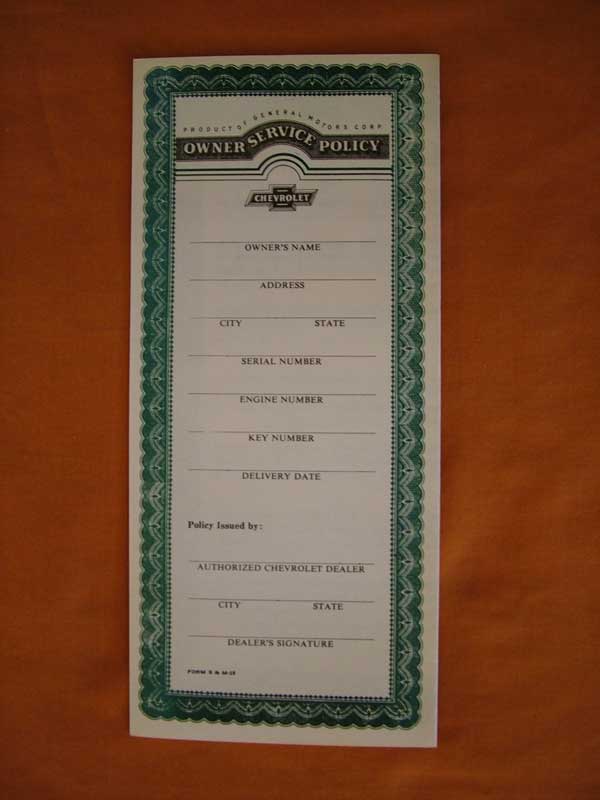 PRODUCT OF GENERAL MOTORS CORP.
OWNER SERVICE POLICY
CHEVROLET
OWNER'S NAME
ADDRESS
CITY STATE
SERIAL NUMBER
ENGINE NUMBER
KEY NUMBER
DELIVERY DATE
Policy Issued by:
AUTHORIZED CHEVROLET DEALER
CITY STATE
DEALER'S SIGNATURE
FORM S &